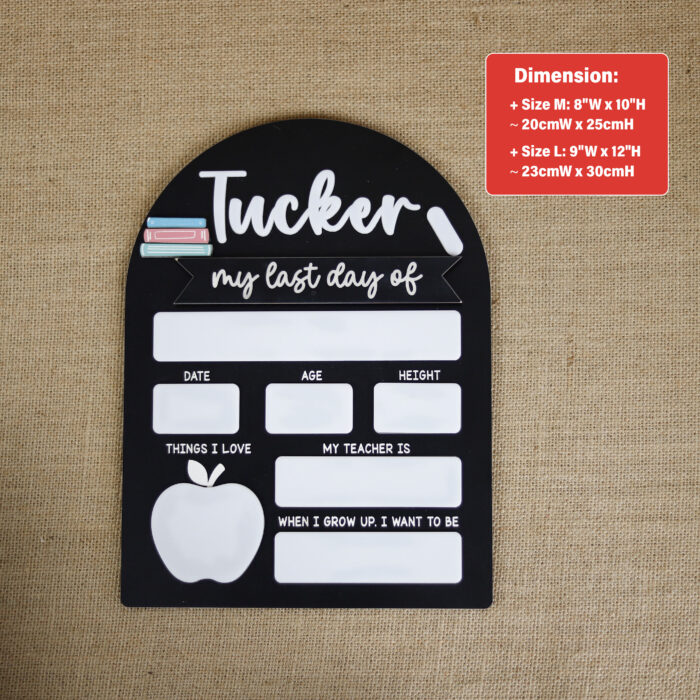 Dimension:
+ Size M: 8"W x 10"H
~ 20cmW x 25cmH
+ Size L: 9"W x 12"H
~ 23cmW x 30cmH
Tucker
my last day of
DATE AGE HEIGHT
THINGS I LOVE MY TEACHER IS
WHEN I GROW UP, I WANT TO BE